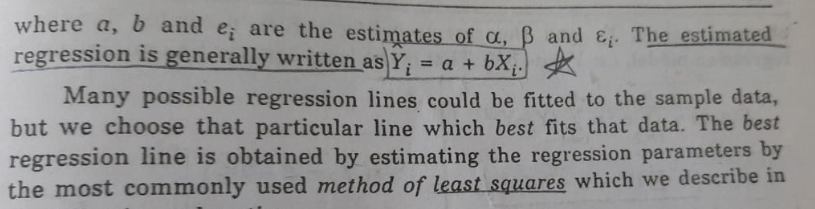 where a, b and eᵢ are the estimates of α, β and εᵢ. The estimated
regression is generally written as Ŷᵢ = a + bXᵢ.
Many possible regression lines could be fitted to the sample data,
but we choose that particular line which best fits that data. The best
regression line is obtained by estimating the regression parameters by
the most commonly used method of least squares which we describe in